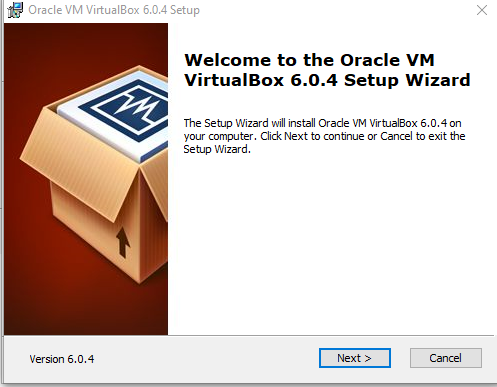 Oracle VM VirtualBox 6.0.4 Setup
Welcome to the Oracle VM
VirtualBox 6.0.4 Setup Wizard
The Setup Wizard will install Oracle VM VirtualBox 6.0.4 on
your computer. Click Next to continue or Cancel to exit the
Setup Wizard.
Version 6.0.4
Next >
Cancel